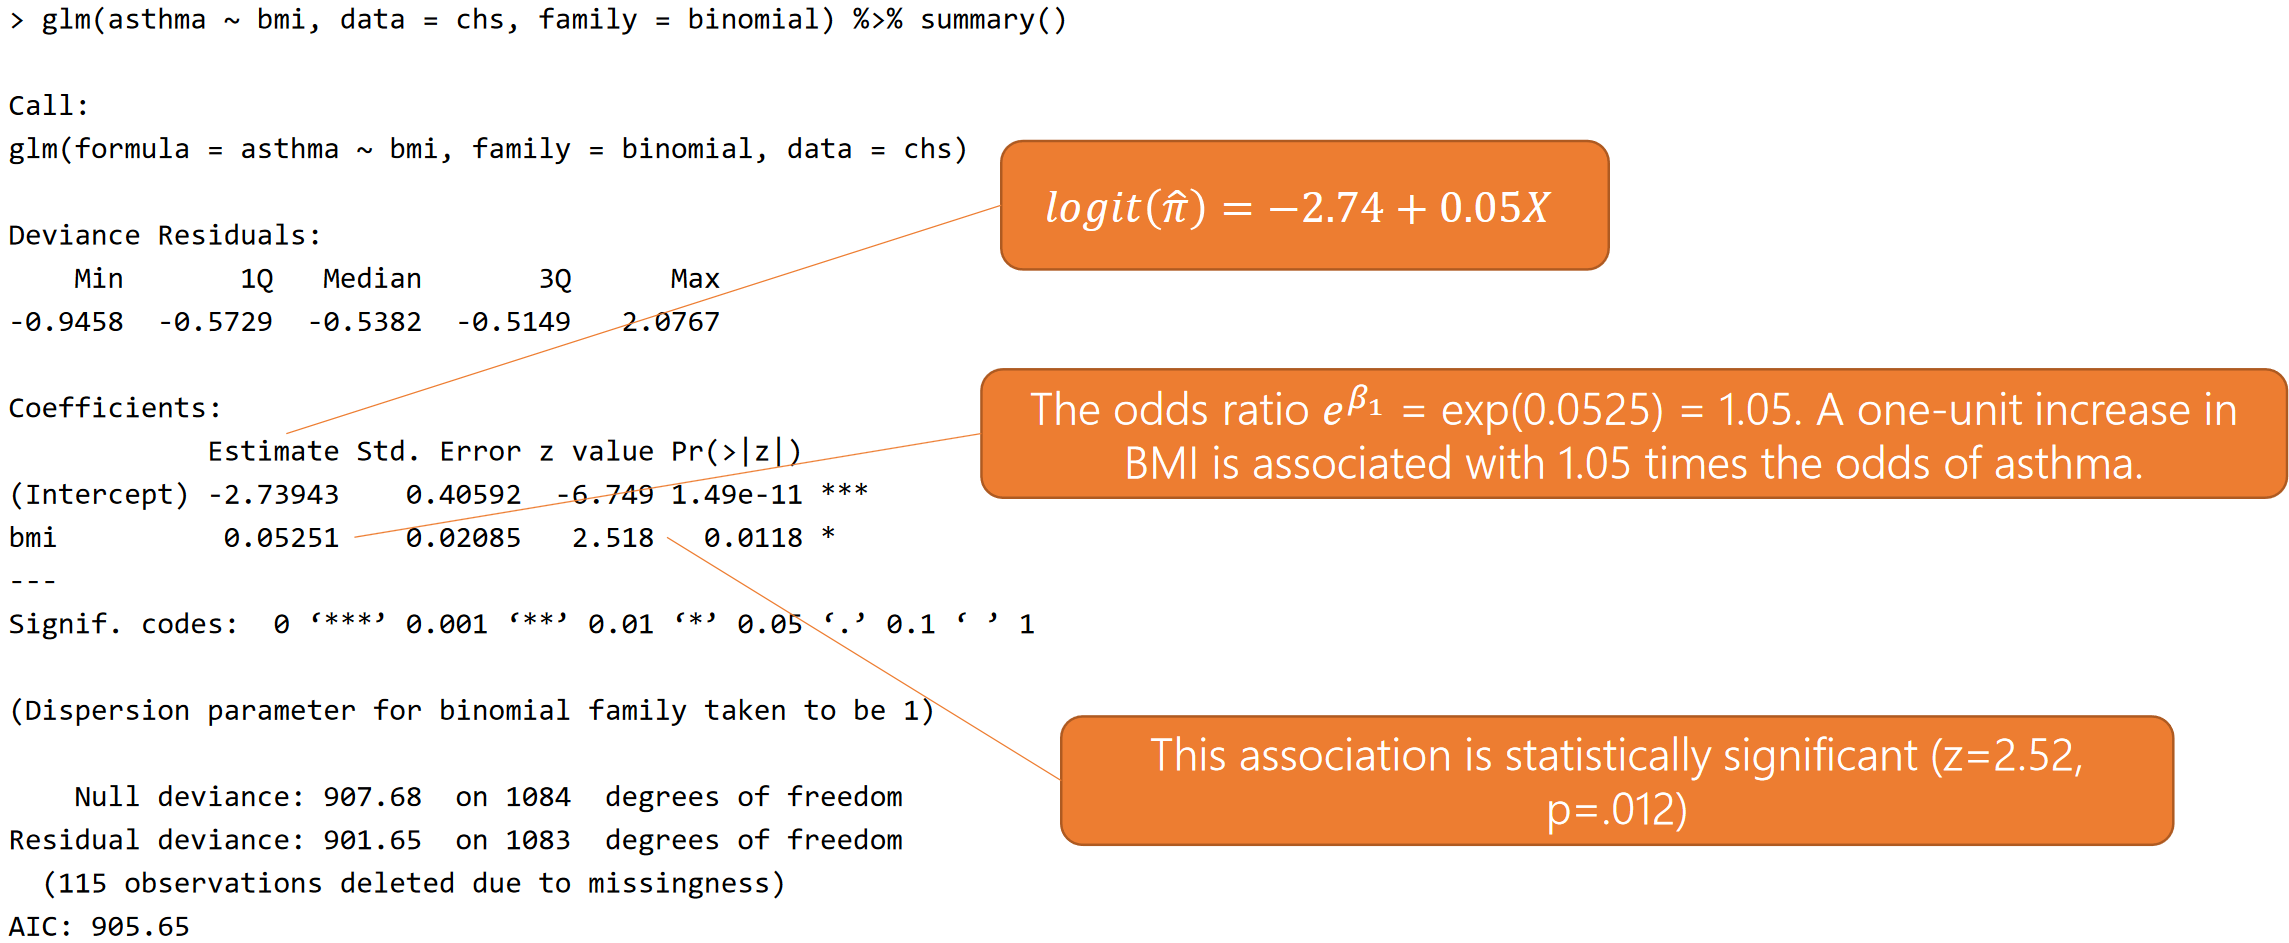 > glm(asthma ~ bmi, data = chs, family = binomial) %>% summary()
Call:
glm(formula = asthma ~ bmi, family = binomial, data = chs)
Deviance Residuals:
    Min       1Q   Median       3Q      Max
-0.9458  -0.5729  -0.5382  -0.5149   2.0767
Coefficients:
            Estimate Std. Error z value Pr(>|z|)
(Intercept) -2.73943    0.40592  -6.749 1.49e-11 ***
bmi          0.05251    0.02085   2.518   0.0118 *
---
Signif. codes:  0 ‘***’ 0.001 ‘**’ 0.01 ‘*’ 0.05 ‘.’ 0.1 ‘ ’ 1
(Dispersion parameter for binomial family taken to be 1)
    Null deviance: 907.68  on 1084  degrees of freedom
Residual deviance: 901.65  on 1083  degrees of freedom
  (115 observations deleted due to missingness)
AIC: 905.65
logit(π̂) = −2.74 + 0.05X
The odds ratio e^β₁ = exp(0.0525) = 1.05. A one-unit increase in
BMI is associated with 1.05 times the odds of asthma.
This association is statistically significant (z=2.52,
p=.012)